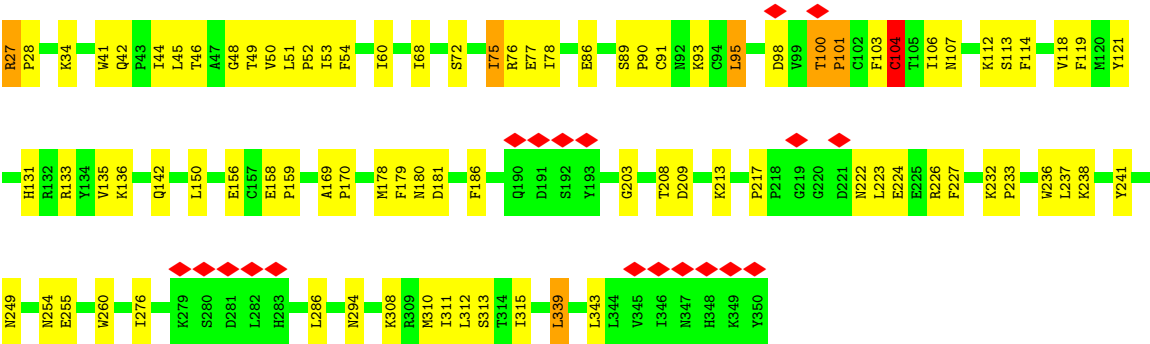 R27 P28 K34 W41 Q42 P43 I44 L45 T46 A47 G48 T49 V50 L51 P52 I53 F54 I60 I68 S72 I75 R76 E77 I78 E86 S89 P90 C91 N92 K93 C94 L95 D98 V99 T100 P101 C102 F103 C104 T105 I106 N107 K112 S113 F114 V118 F119 M120 Y121
H131 R132 R133 Y134 V135 K136 Q142 L150 E156 C157 E158 P159 A169 P170 M178 F179 N180 D181 F186 Q190 D191 S192 Y193 G203 T208 D209 K213 P217 P218 G219 G220 D221 N222 L223 E224 E225 R226 F227 K232 P233 W236 L237 K238 Y241
N249 N254 E255 W260 I276 K279 S280 D281 L282 H283 L286 N294 K308 R309 M310 I311 L312 S313 T314 I315 L339 L343 L344 V345 I346 N347 H348 K349 Y350